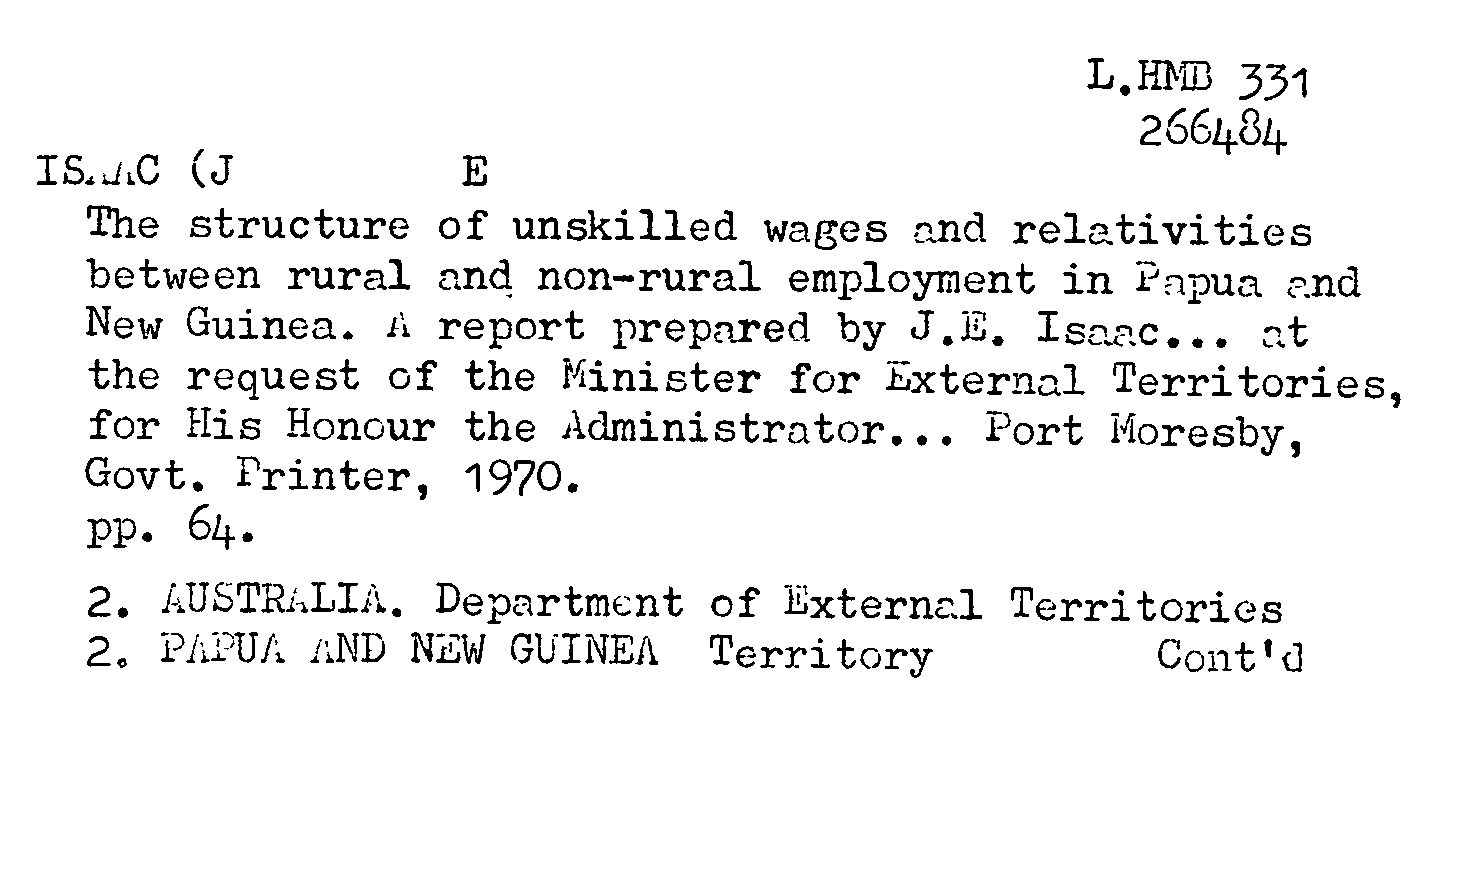 L.HMB 331
266484
ISAAC (J E
The structure of unskilled wages and relativities
between rural and non-rural employment in Papua and
New Guinea. A report prepared by J.E. Isaac... at
the request of the Minister for External Territories,
for His Honour the Administrator... Port Moresby,
Govt. Printer, 1970.
pp. 64.
2. AUSTRALIA. Department of External Territories
2. PAPUA AND NEW GUINEA Territory Cont'd